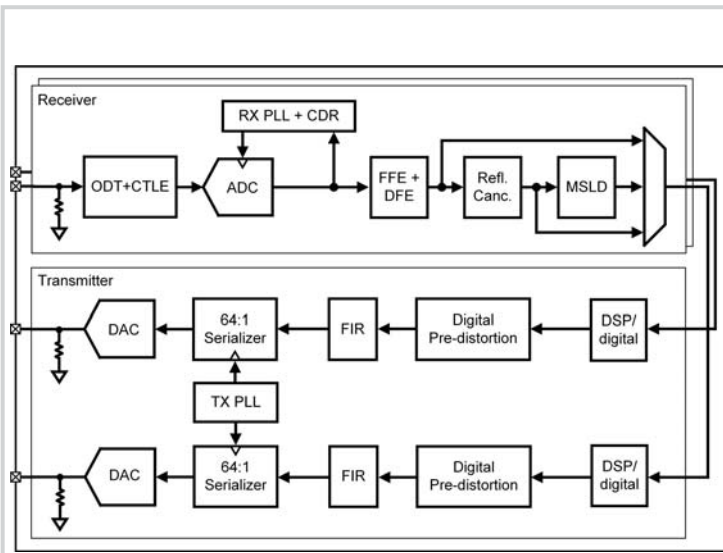 Receiver
RX PLL + CDR
ODT+CTLE
ADC
FFE +
DFE
Refl.
Canc.
MSLD
Transmitter
DAC
64:1
Serializer
FIR
Digital
Pre-distortion
DSP/
digital
TX PLL
DAC
64:1
Serializer
FIR
Digital
Pre-distortion
DSP/
digital